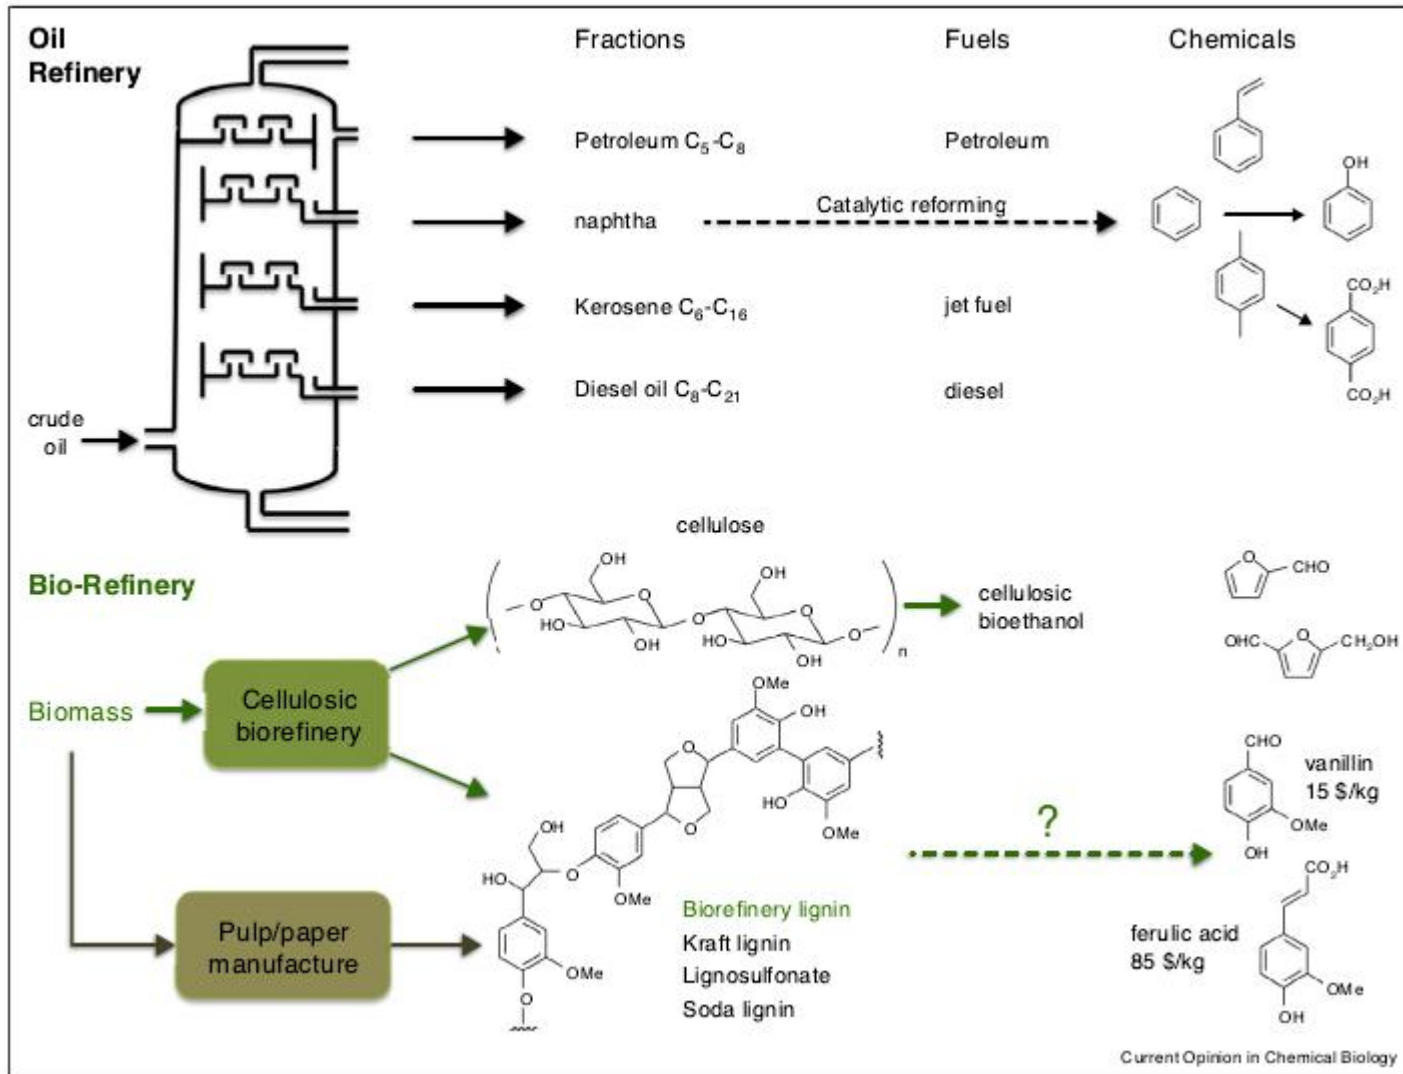 Oil
Refinery
Fractions
Fuels
Chemicals
Petroleum C₅-C₈
Petroleum
OH
naphtha
Catalytic reforming
Kerosene C₆-C₁₆
jet fuel
CO₂H
Diesel oil C₈-C₂₁
diesel
CO₂H
crude
oil
cellulose
Bio-Refinery
OH
OH
O
O
O
O
O
HO
OH
HO
OH
n
cellulosic
bioethanol
O
CHO
OHC
O
CH₂OH
Biomass
Cellulosic
biorefinery
OMe
OH
O
HO
OMe
O
OH
HO
O
OMe
OMe
O
?
CHO
vanillin
15 $/kg
OMe
OH
Pulp/paper
manufacture
Biorefinery lignin
Kraft lignin
Lignosulfonate
Soda lignin
CO₂H
ferulic acid
85 $/kg
OMe
OH
Current Opinion in Chemical Biology